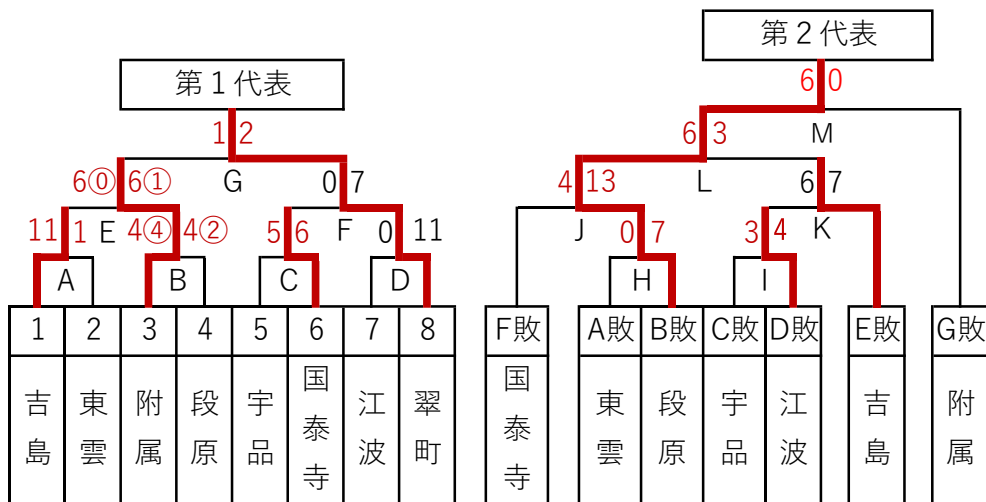 第２代表
6 0
第１代表
1 2
6 3
M
6⓪ 6①
G
0 7
4 13
L
6 7
11 1
E
4④ 4②
5 6
F
0 11
J
0 7
3 4
K
A
B
C
D
H
I
1 2 3 4 5 6 7 8
F敗 A敗 B敗 C敗 D敗 E敗 G敗
吉島
東雲
附属
段原
宇品
国泰寺
江波
翠町
国泰寺
東雲
段原
宇品
江波
吉島
附属